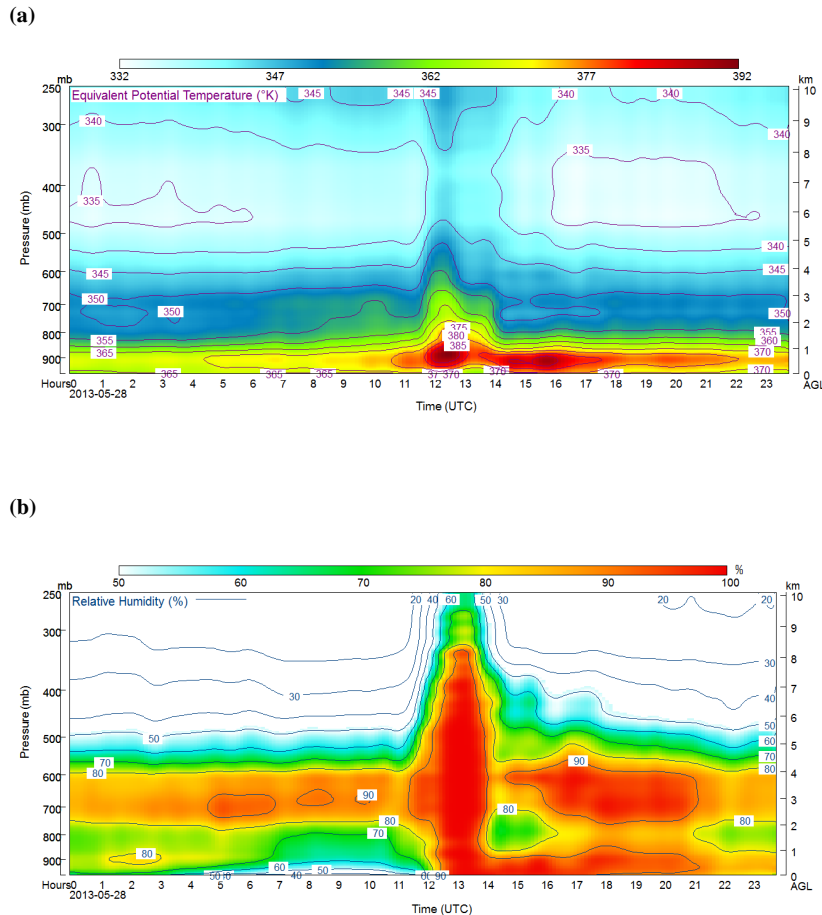 (a)
332 347 362 377 392
mb km
Equivalent Potential Temperature (°K)
250 300 400 500 600 700 800 900
Pressure (mb)
10 9 8 7 6 5 4 3 2 1 0
345 345 345 340 340
340 340
335
335
340
345 345
350 350 350
375
380
385
355 355
360
365 370
365 365 365 370 370 370 370
Hours 0 1 2 3 4 5 6 7 8 9 10 11 12 13 14 15 16 17 18 19 20 21 22 23 AGL
2013-05-28
Time (UTC)
(b)
50 60 70 80 90 100 %
mb km
Relative Humidity (%)
250 300 400 500 600 700 800 900
Pressure (mb)
10 9 8 7 6 5 4 3 2 1 0
20 40 60 50 30 20 20
30
30 40
50 50
60
70 70
80 90 80
90
80 80
70 80
80
60
50 40 50 90
Hours 0 1 2 3 4 5 6 7 8 9 10 11 12 13 14 15 16 17 18 19 20 21 22 23 AGL
2013-05-28
Time (UTC)